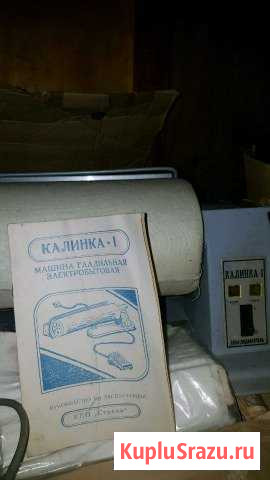 КАЛИНКА-1
МАШИНА ГЛАДИЛЬНАЯ
ЭЛЕКТРОБЫТОВАЯ
РУКОВОДСТВО ПО ЭКСПЛУАТАЦИИ
КАЛИНКА-1
KupluSrazu.ru